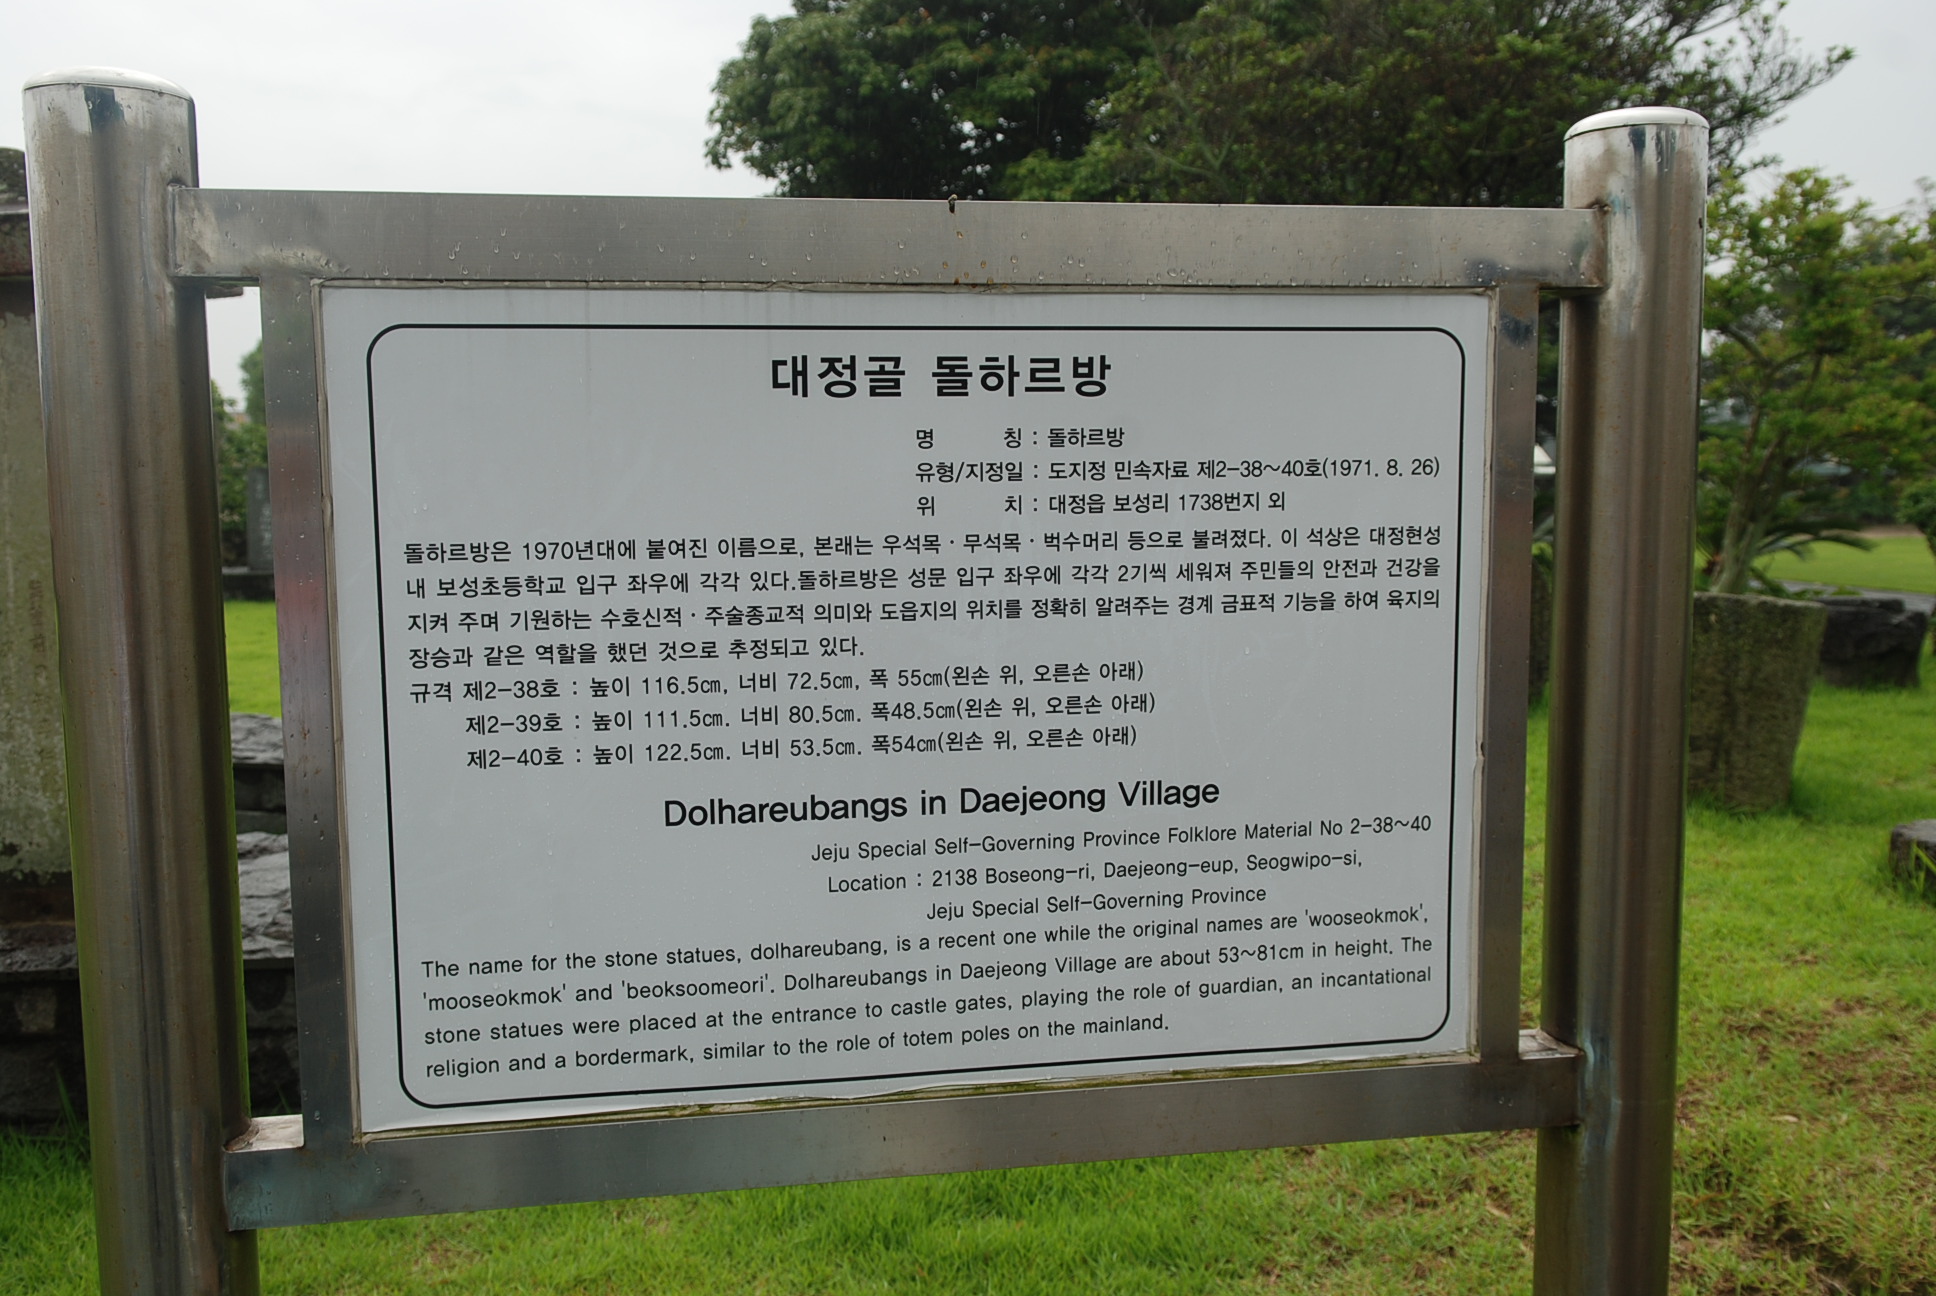 대정골 돌하르방
명 칭 : 돌하르방
유형/지정일 : 도지정 민속자료 제2-38~40호(1971. 8. 26)
위 치 : 대정읍 보성리 1738번지 외
돌하르방은 1970년대에 붙여진 이름으로, 본래는 우석목 · 무석목 · 벅수머리 등으로 불려졌다. 이 석상은 대정현성
내 보성초등학교 입구 좌우에 각각 있다.돌하르방은 성문 입구 좌우에 각각 2기씩 세워져 주민들의 안전과 건강을
지켜 주며 기원하는 수호신적 · 주술종교적 의미와 도읍지의 위치를 정확히 알려주는 경계 금표적 기능을 하여 육지의
장승과 같은 역할을 했던 것으로 추정되고 있다.
규격 제2-38호 : 높이 116.5㎝, 너비 72.5㎝, 폭 55㎝(왼손 위, 오른손 아래)
제2-39호 : 높이 111.5㎝. 너비 80.5㎝. 폭48.5㎝(왼손 위, 오른손 아래)
제2-40호 : 높이 122.5㎝. 너비 53.5㎝. 폭54㎝(왼손 위, 오른손 아래)
Dolhareubangs in Daejeong Village
Jeju Special Self-Governing Province Folklore Material No 2-38~40
Location : 2138 Boseong-ri, Daejeong-eup, Seogwipo-si,
Jeju Special Self-Governing Province
The name for the stone statues, dolhareubang, is a recent one while the original names are 'wooseokmok',
'mooseokmok' and 'beoksoomeori'. Dolhareubangs in Daejeong Village are about 53~81cm in height. The
stone statues were placed at the entrance to castle gates, playing the role of guardian, an incantational
religion and a bordermark, similar to the role of totem poles on the mainland.